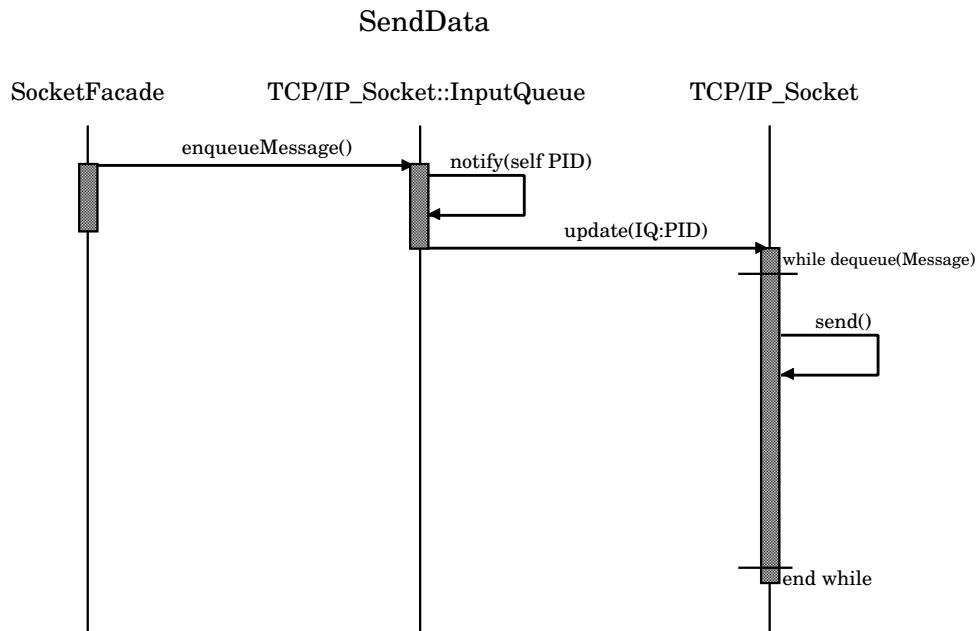 SendData
SocketFacade
TCP/IP_Socket::InputQueue
TCP/IP_Socket
enqueueMessage()
notify(self PID)
update(IQ:PID)
while dequeue(Message)
send()
end while